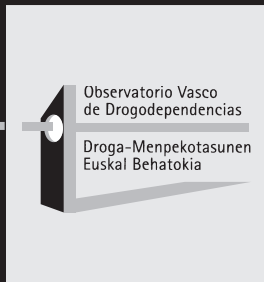 Observatorio Vasco
de Drogodependencias
Droga-Menpekotasunen
Euskal Behatokia